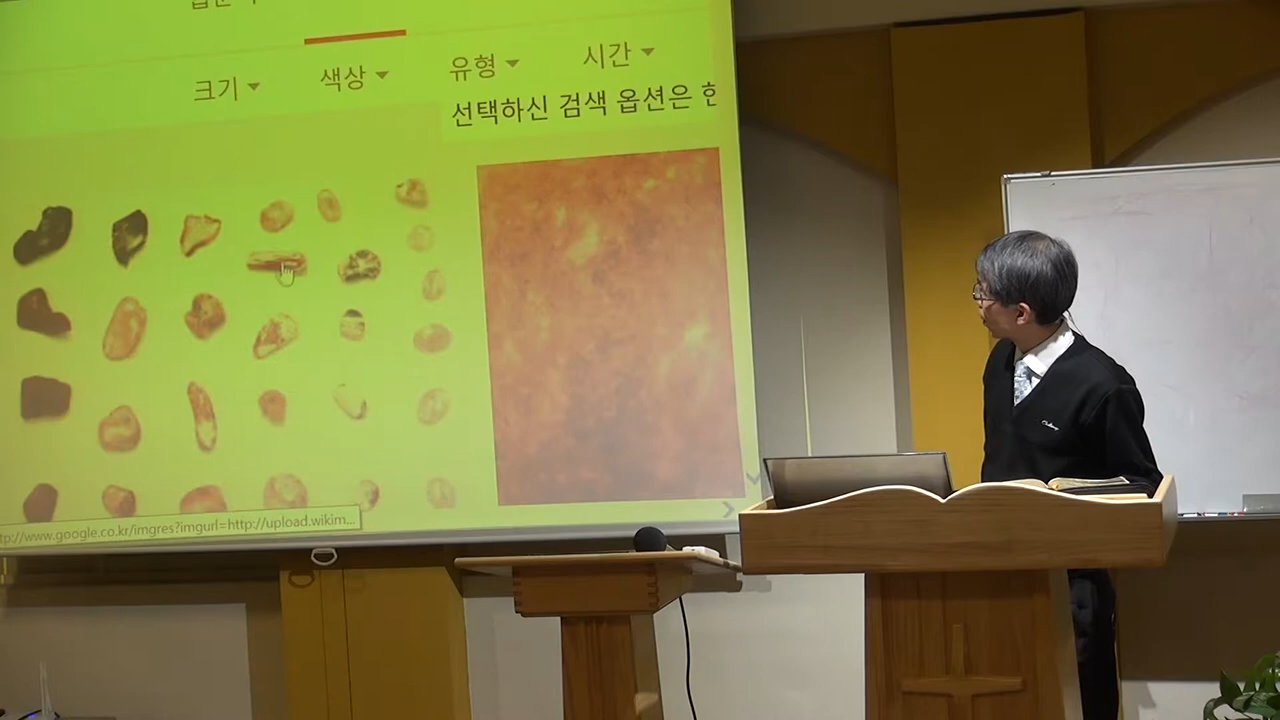 크기 색상 유형 시간
선택하신 검색 옵션은 한
tp://www.google.co.kr/imgres?imgurl=http://upload.wikim...